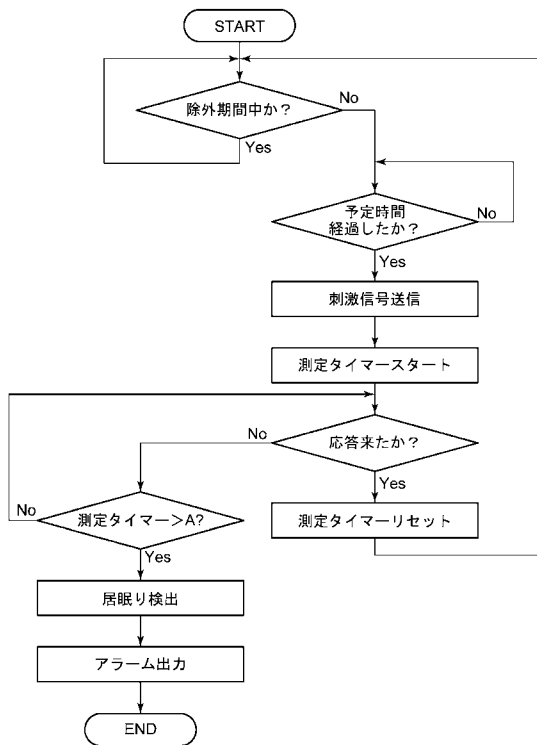 START
除外期間中か？
No
Yes
予定時間
経過したか？
No
Yes
刺激信号送信
測定タイマースタート
応答来たか？
No
Yes
測定タイマー＞A?
No
Yes
測定タイマーリセット
居眠り検出
アラーム出力
END